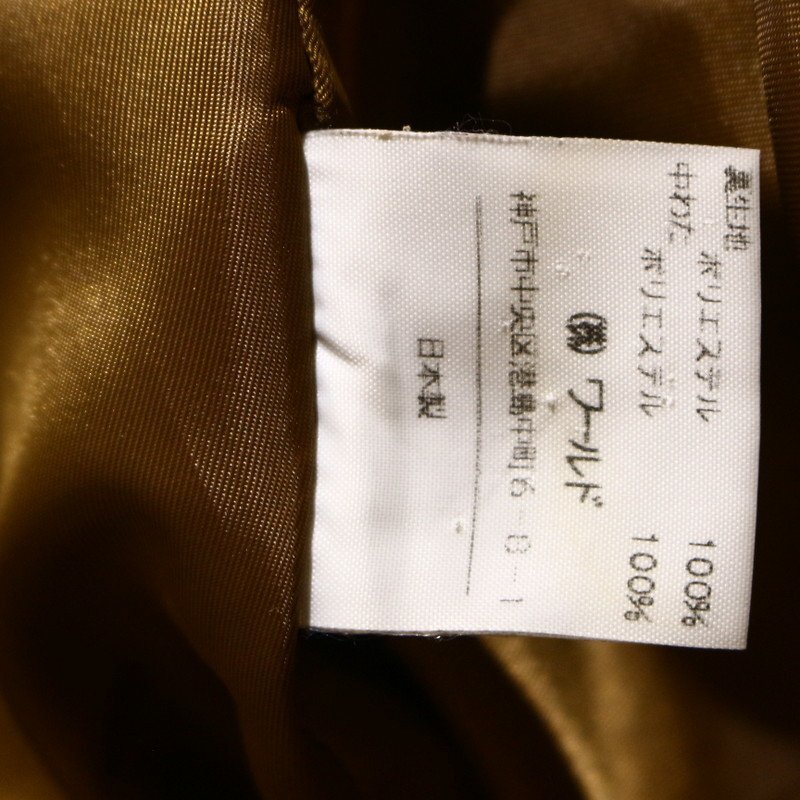 裏生地
ポリエステル 100%
中わた
ポリエステル 100%
(株) ワールド
神戸市中央区港島中町6-8-1
日本製